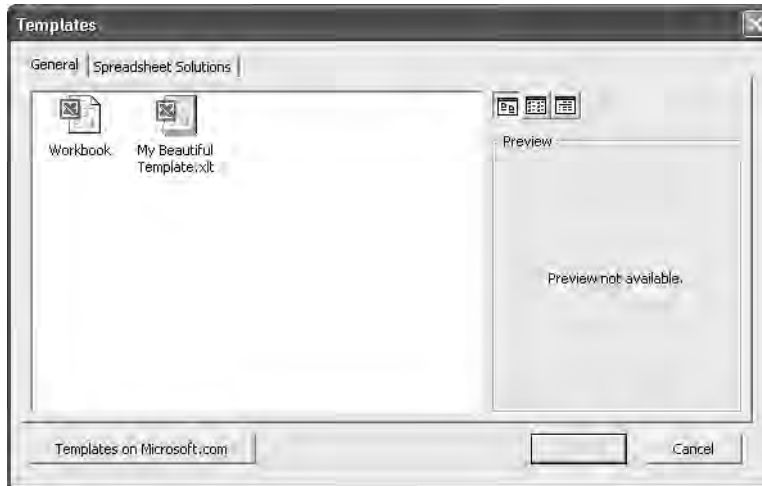 Templates
General Spreadsheet Solutions
Workbook
My Beautiful
Template.xlt
Preview
Preview not available.
Templates on Microsoft.com Cancel